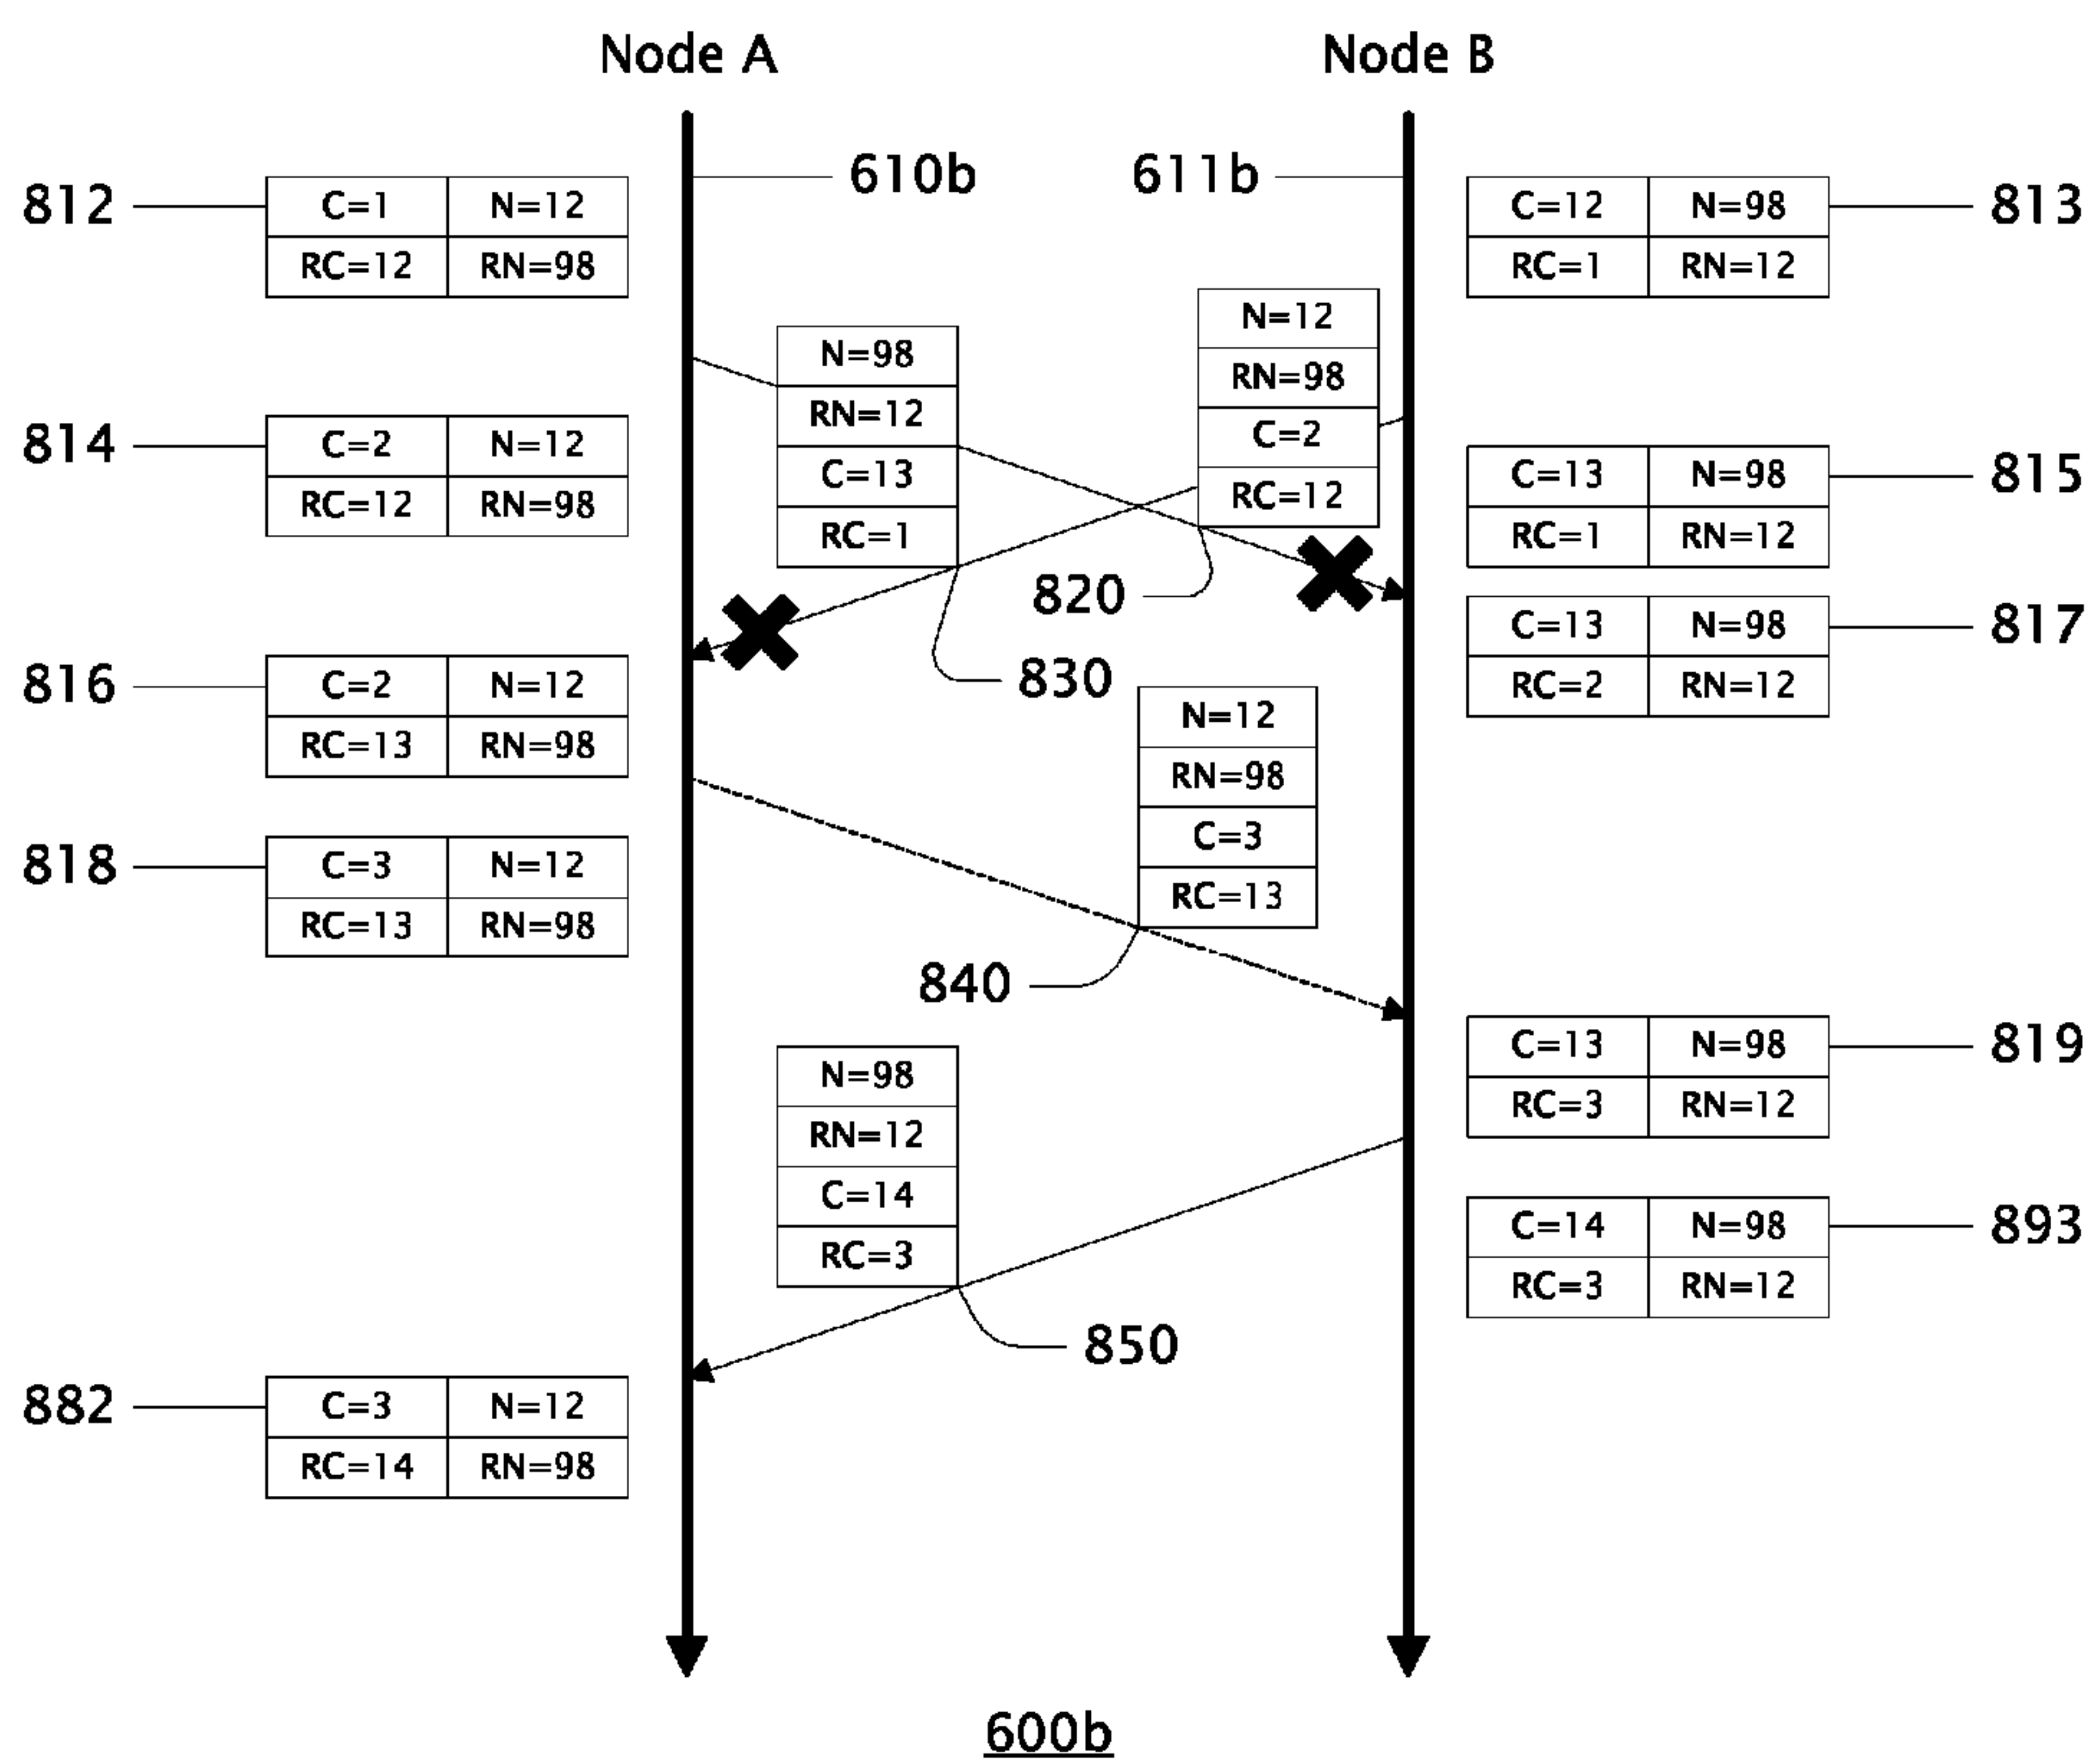 Node A Node B
610b 611b
812 C=1 N=12
RC=12 RN=98
C=12 N=98 813
RC=1 RN=12
N=98
RN=12
C=13
RC=1
N=12
RN=98
C=2
RC=12
814 C=2 N=12
RC=12 RN=98
C=13 N=98 815
RC=1 RN=12
820
830
C=13 N=98 817
RC=2 RN=12
816 C=2 N=12
RC=13 RN=98
N=12
RN=98
C=3
RC=13
818 C=3 N=12
RC=13 RN=98
840
C=13 N=98 819
RC=3 RN=12
N=98
RN=12
C=14
RC=3
C=14 N=98 893
RC=3 RN=12
850
882 C=3 N=12
RC=14 RN=98
600b